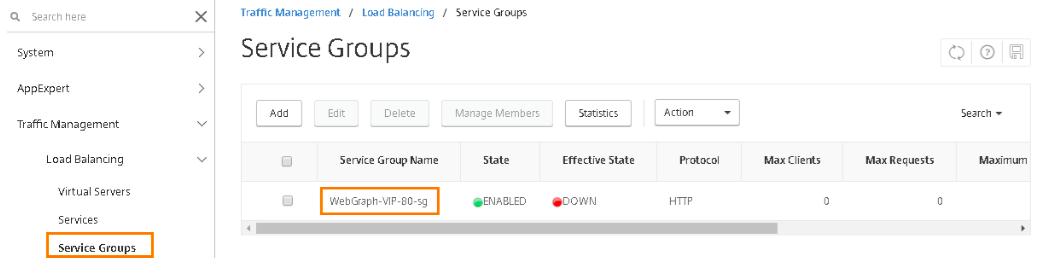 Search here
System
AppExpert
Traffic Management
Load Balancing
Virtual Servers
Services
Service Groups
Traffic Management / Load Balancing / Service Groups
Service Groups
Add Edit Delete Manage Members Statistics Action Search
Service Group Name State Effective State Protocol Max Clients Max Requests Maximum
WebGraph-VIP-80-sg ENABLED DOWN HTTP 0 0